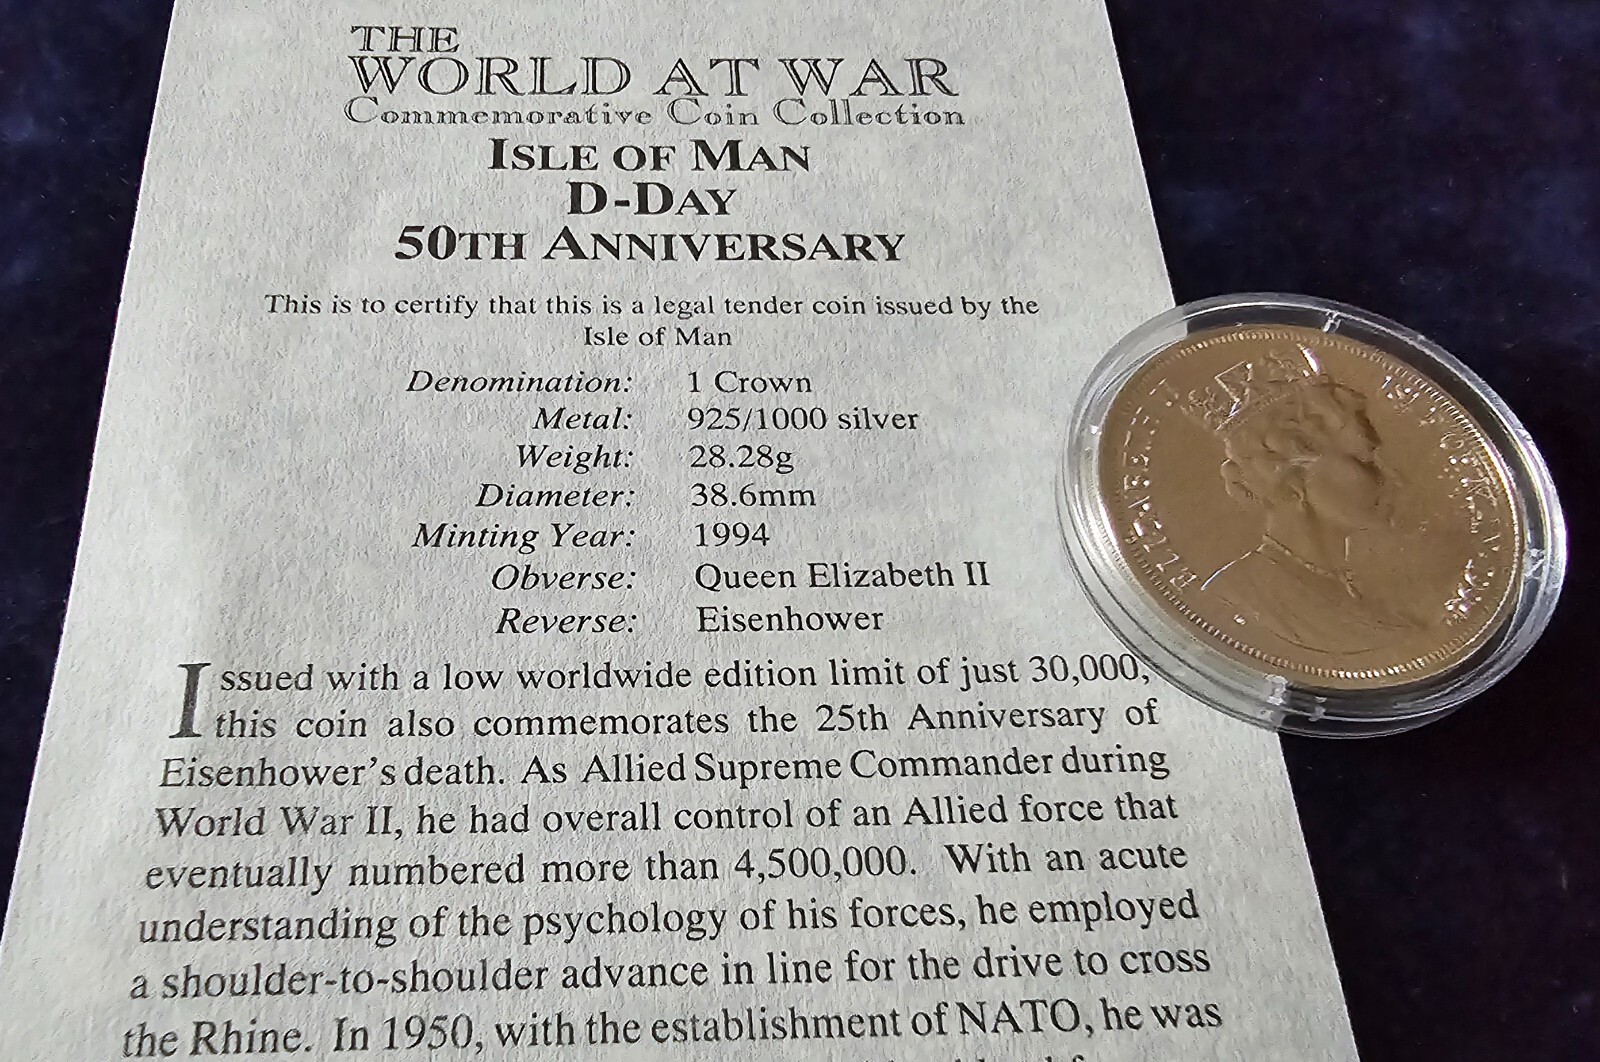 THE
WORLD AT WAR
Commemorative Coin Collection
ISLE OF MAN
D-DAY
50TH ANNIVERSARY
This is to certify that this is a legal tender coin issued by the
Isle of Man
Denomination: 1 Crown
Metal: 925/1000 silver
Weight: 28.28g
Diameter: 38.6mm
Minting Year: 1994
Obverse: Queen Elizabeth II
Reverse: Eisenhower
Issued with a low worldwide edition limit of just 30,000,
this coin also commemorates the 25th Anniversary of
Eisenhower's death. As Allied Supreme Commander during
World War II, he had overall control of an Allied force that
eventually numbered more than 4,500,000. With an acute
understanding of the psychology of his forces, he employed
a shoulder-to-shoulder advance in line for the drive to cross
the Rhine. In 1950, with the establishment of NATO, he was
ELIZABETH II